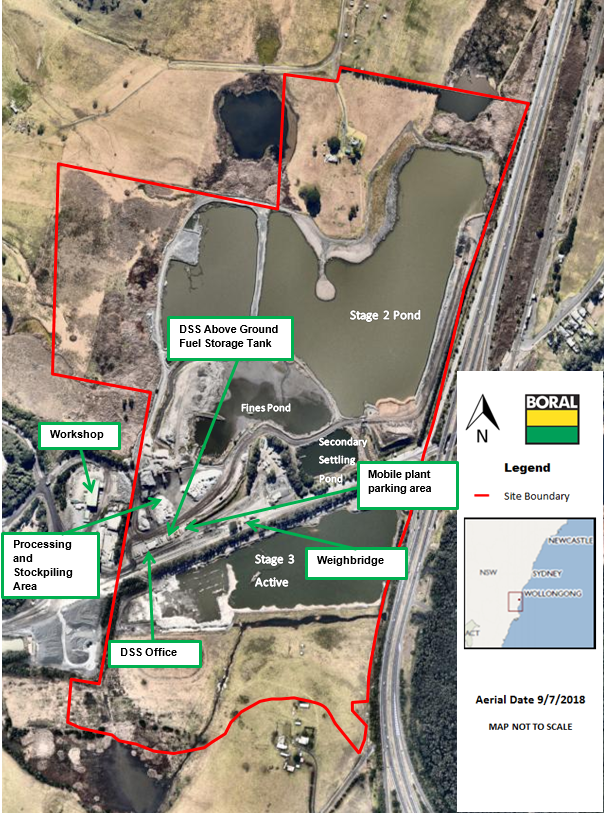 Stage 2 Pond
DSS Above Ground
Fuel Storage Tank
Fines Pond
Workshop
Secondary
Settling
Pond
Mobile plant
parking area
Processing
and
Stockpiling
Area
Stage 3
Active
Weighbridge
DSS Office
N
BORAL
Legend
Site Boundary
NEWCASTLE
NSW
SYDNEY
WOLLONGONG
ACT
Aerial Date 9/7/2018
MAP NOT TO SCALE